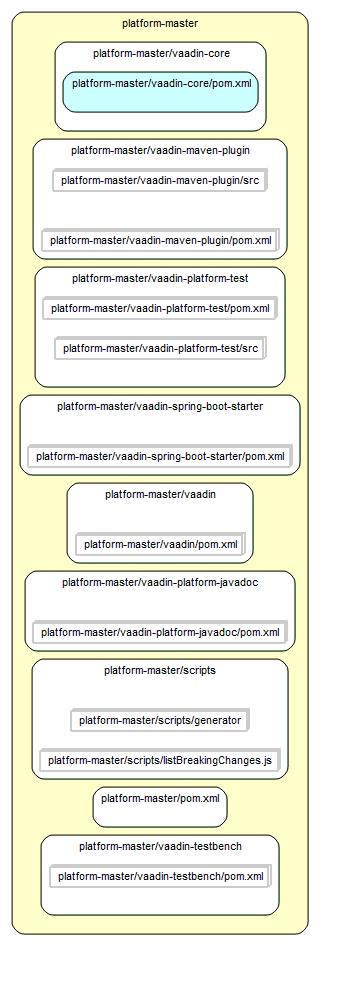 platform-master
platform-master/vaadin-core
platform-master/vaadin-core/pom.xml
platform-master/vaadin-maven-plugin
platform-master/vaadin-maven-plugin/src
platform-master/vaadin-maven-plugin/pom.xml
platform-master/vaadin-platform-test
platform-master/vaadin-platform-test/pom.xml
platform-master/vaadin-platform-test/src
platform-master/vaadin-spring-boot-starter
platform-master/vaadin-spring-boot-starter/pom.xml
platform-master/vaadin
platform-master/vaadin/pom.xml
platform-master/vaadin-platform-javadoc
platform-master/vaadin-platform-javadoc/pom.xml
platform-master/scripts
platform-master/scripts/generator
platform-master/scripts/listBreakingChanges.js
platform-master/pom.xml
platform-master/vaadin-testbench
platform-master/vaadin-testbench/pom.xml